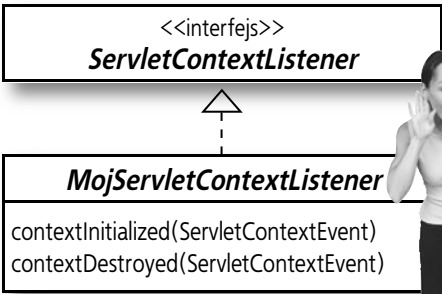 <<interfejs>>
ServletContextListener
MojServletContextListener
contextInitialized(ServletContextEvent)
contextDestroyed(ServletContextEvent)